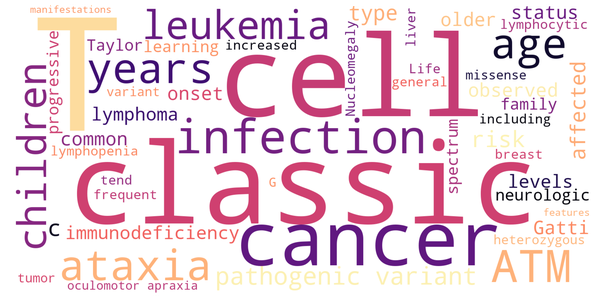 manifestations
T
leukemia
type
older
status
lymphocytic
Taylor
learning
increased
Nucleomegaly
liver
age
progressive
years
cell
Life
missense
variant
onset
general
observed
children
lymphoma
infection
family
including
affected
common
spectrum
risk
breast
lymphopenia
classic
tend
frequent
G
levels
neurologic
C
immunodeficiency
cancer
Gatti
heterozygous
features
ataxia
pathogenic variant
ATM
tumor
oculomotor apraxia